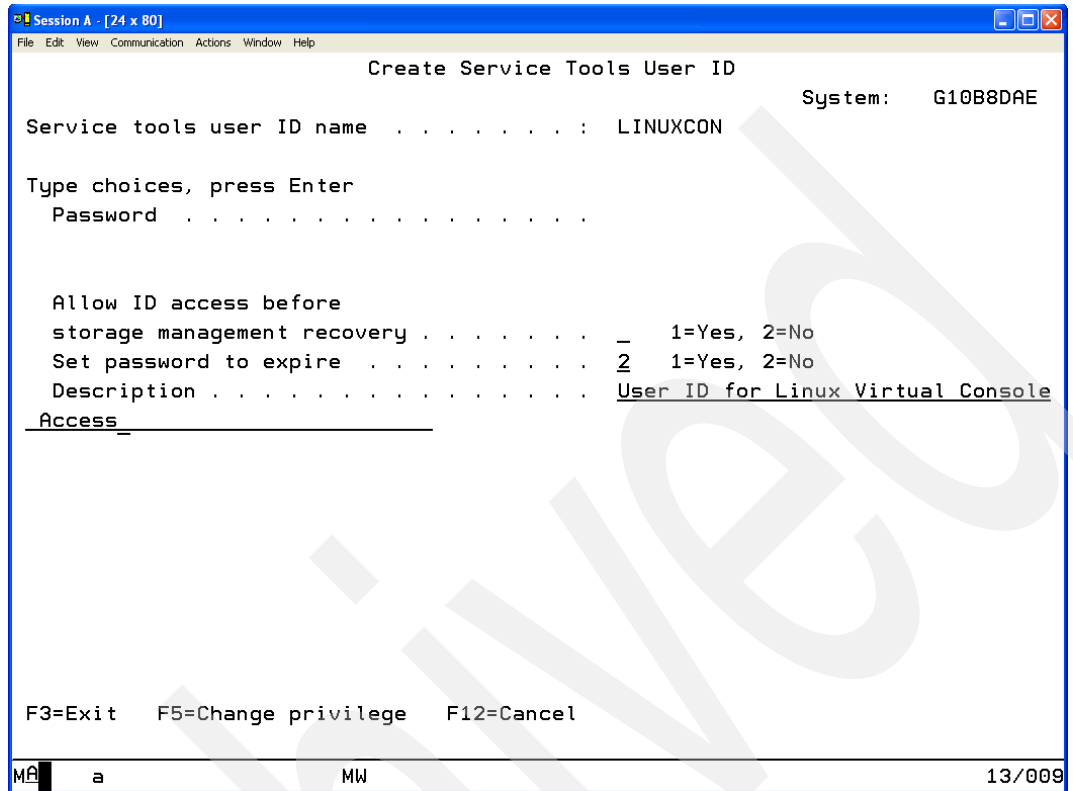 Session A - [24 x 80]
File Edit View Communication Actions Window Help
Create Service Tools User ID
System: G10B8DAE
Service tools user ID name . . . . . . . : LINUXCON
Type choices, press Enter
Password . . . . . . . . . . . . . . . .
Allow ID access before
storage management recovery . . . . . . . _ 1=Yes, 2=No
Set password to expire . . . . . . . . . 2 1=Yes, 2=No
Description . . . . . . . . . . . . . . . User ID for Linux Virtual Console
Access_
F3=Exit F5=Change privilege F12=Cancel
MA a MW 13/009
hived